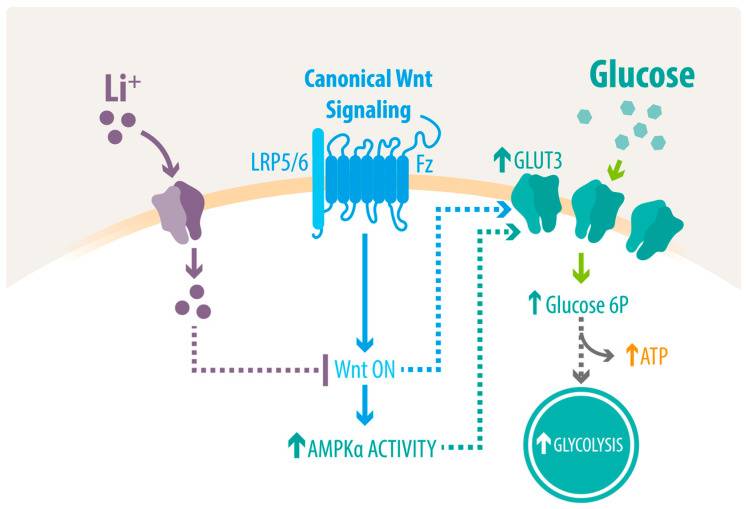 Li+
Canonical Wnt
Signaling
LRP5/6
Fz
Glucose
GLUT3
Glucose 6P
ATP
Wnt ON
AMPKα ACTIVITY
GLYCOLYSIS